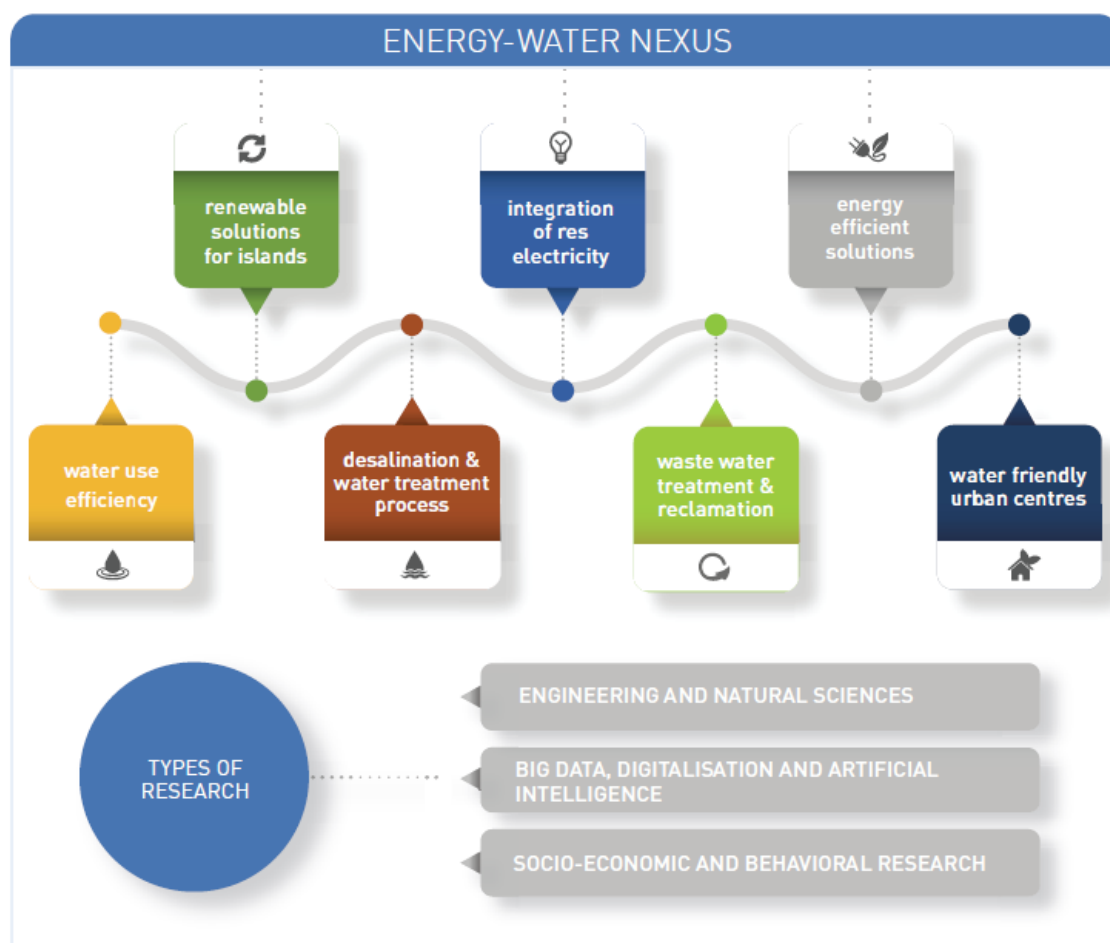 ENERGY-WATER NEXUS
renewable
solutions
for islands
integration
of res
electricity
energy
efficient
solutions
water use
efficiency
desalination &
water treatment
process
waste water
treatment &
reclamation
water friendly
urban centres
TYPES OF
RESEARCH
ENGINEERING AND NATURAL SCIENCES
BIG DATA, DIGITALISATION AND ARTIFICIAL
INTELLIGENCE
SOCIO-ECONOMIC AND BEHAVIORAL RESEARCH